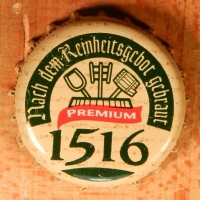 Nach dem Reinheitsgebot gebraut
PREMIUM
1516